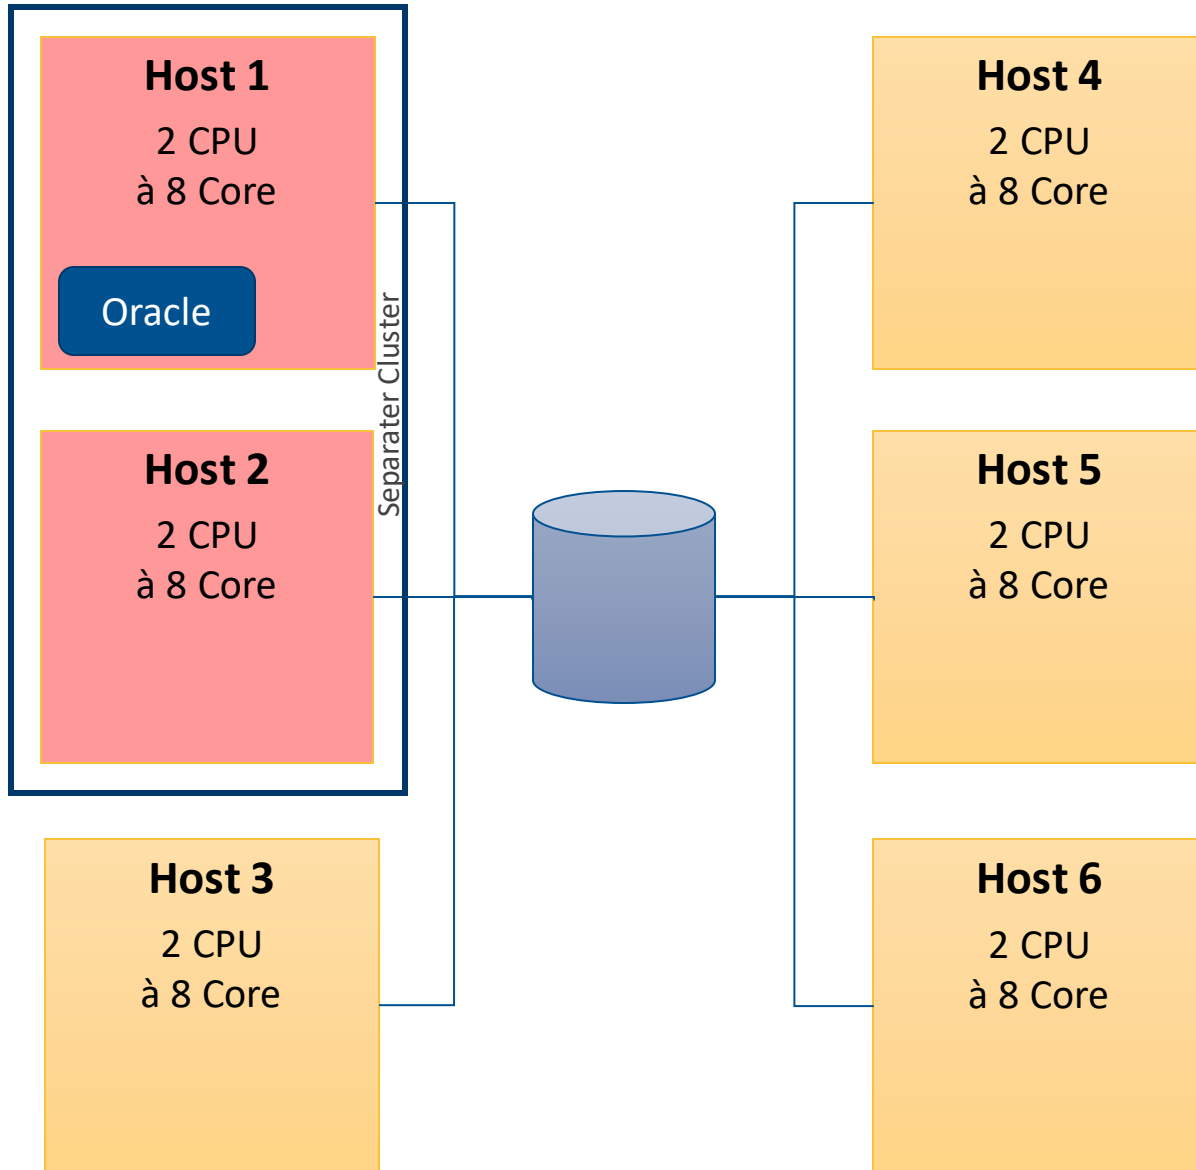 Host 1
2 CPU
à 8 Core
Oracle
Separater Cluster
Host 2
2 CPU
à 8 Core
Host 3
2 CPU
à 8 Core
Host 4
2 CPU
à 8 Core
Host 5
2 CPU
à 8 Core
Host 6
2 CPU
à 8 Core